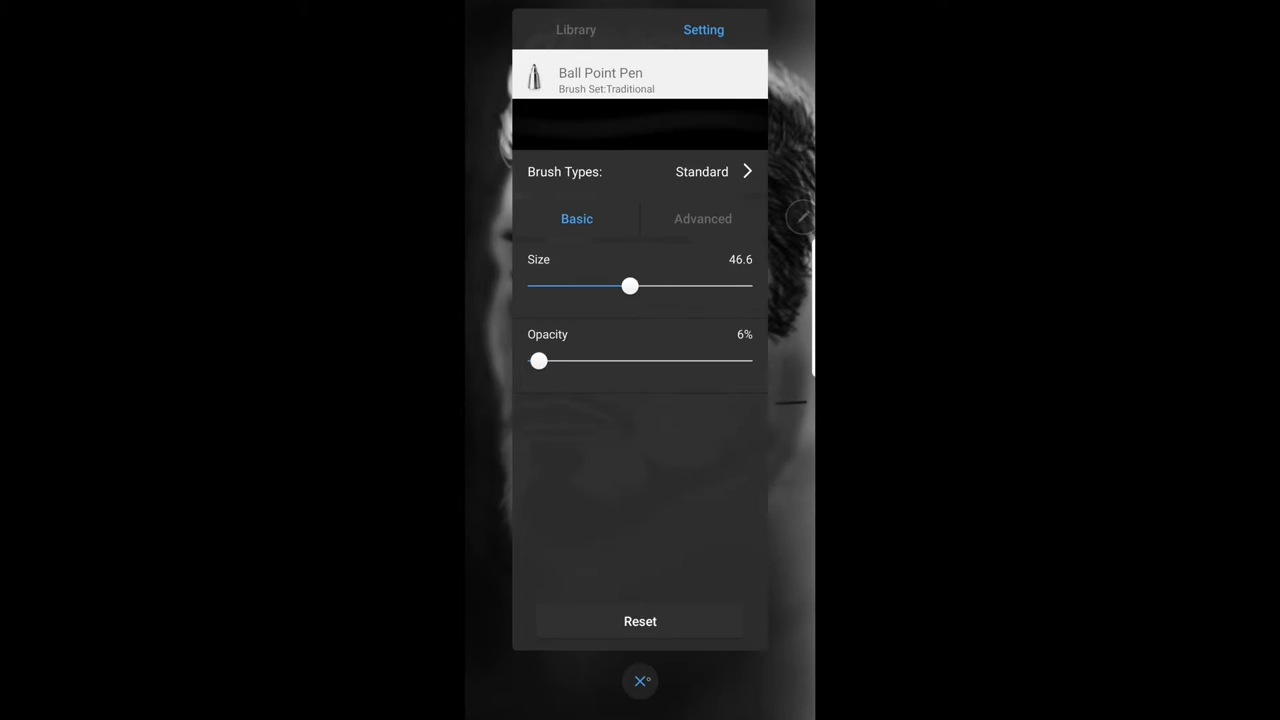 Library
Setting
Ball Point Pen
Brush Set:Traditional
Brush Types:
Standard
Basic
Advanced
Size
46.6
Opacity
6%
Reset